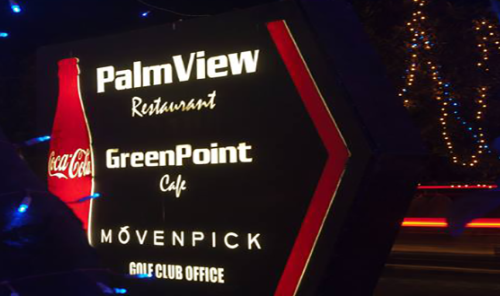 PalmView
Restaurant
Coca-Cola
GreenPoint
Cafe
MÖVENPICK
GOLF CLUB OFFICE